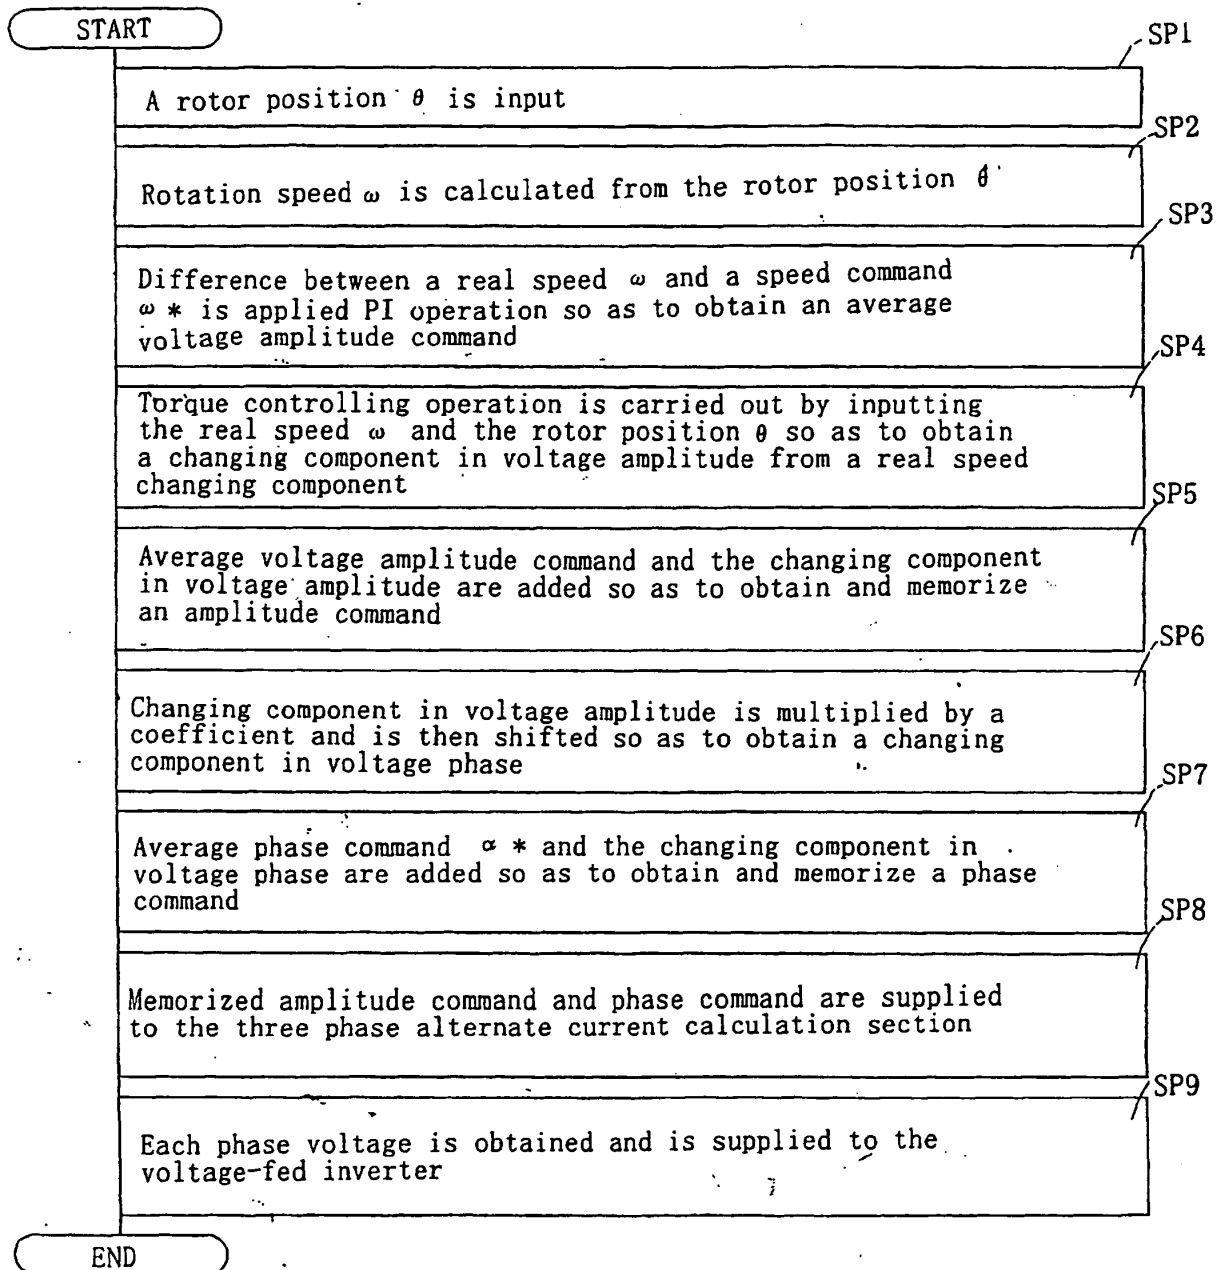 START
SP1
A rotor position θ is input
SP2
Rotation speed ω is calculated from the rotor position θ
SP3
Difference between a real speed ω and a speed command
ω * is applied PI operation so as to obtain an average
voltage amplitude command
SP4
Torque controlling operation is carried out by inputting
the real speed ω and the rotor position θ so as to obtain
a changing component in voltage amplitude from a real speed
changing component
SP5
Average voltage amplitude command and the changing component
in voltage amplitude are added so as to obtain and memorize
an amplitude command
SP6
Changing component in voltage amplitude is multiplied by a
coefficient and is then shifted so as to obtain a changing
component in voltage phase
SP7
Average phase command α * and the changing component in
voltage phase are added so as to obtain and memorize a phase
command
SP8
Memorized amplitude command and phase command are supplied
to the three phase alternate current calculation section
SP9
Each phase voltage is obtained and is supplied to the
voltage-fed inverter
END